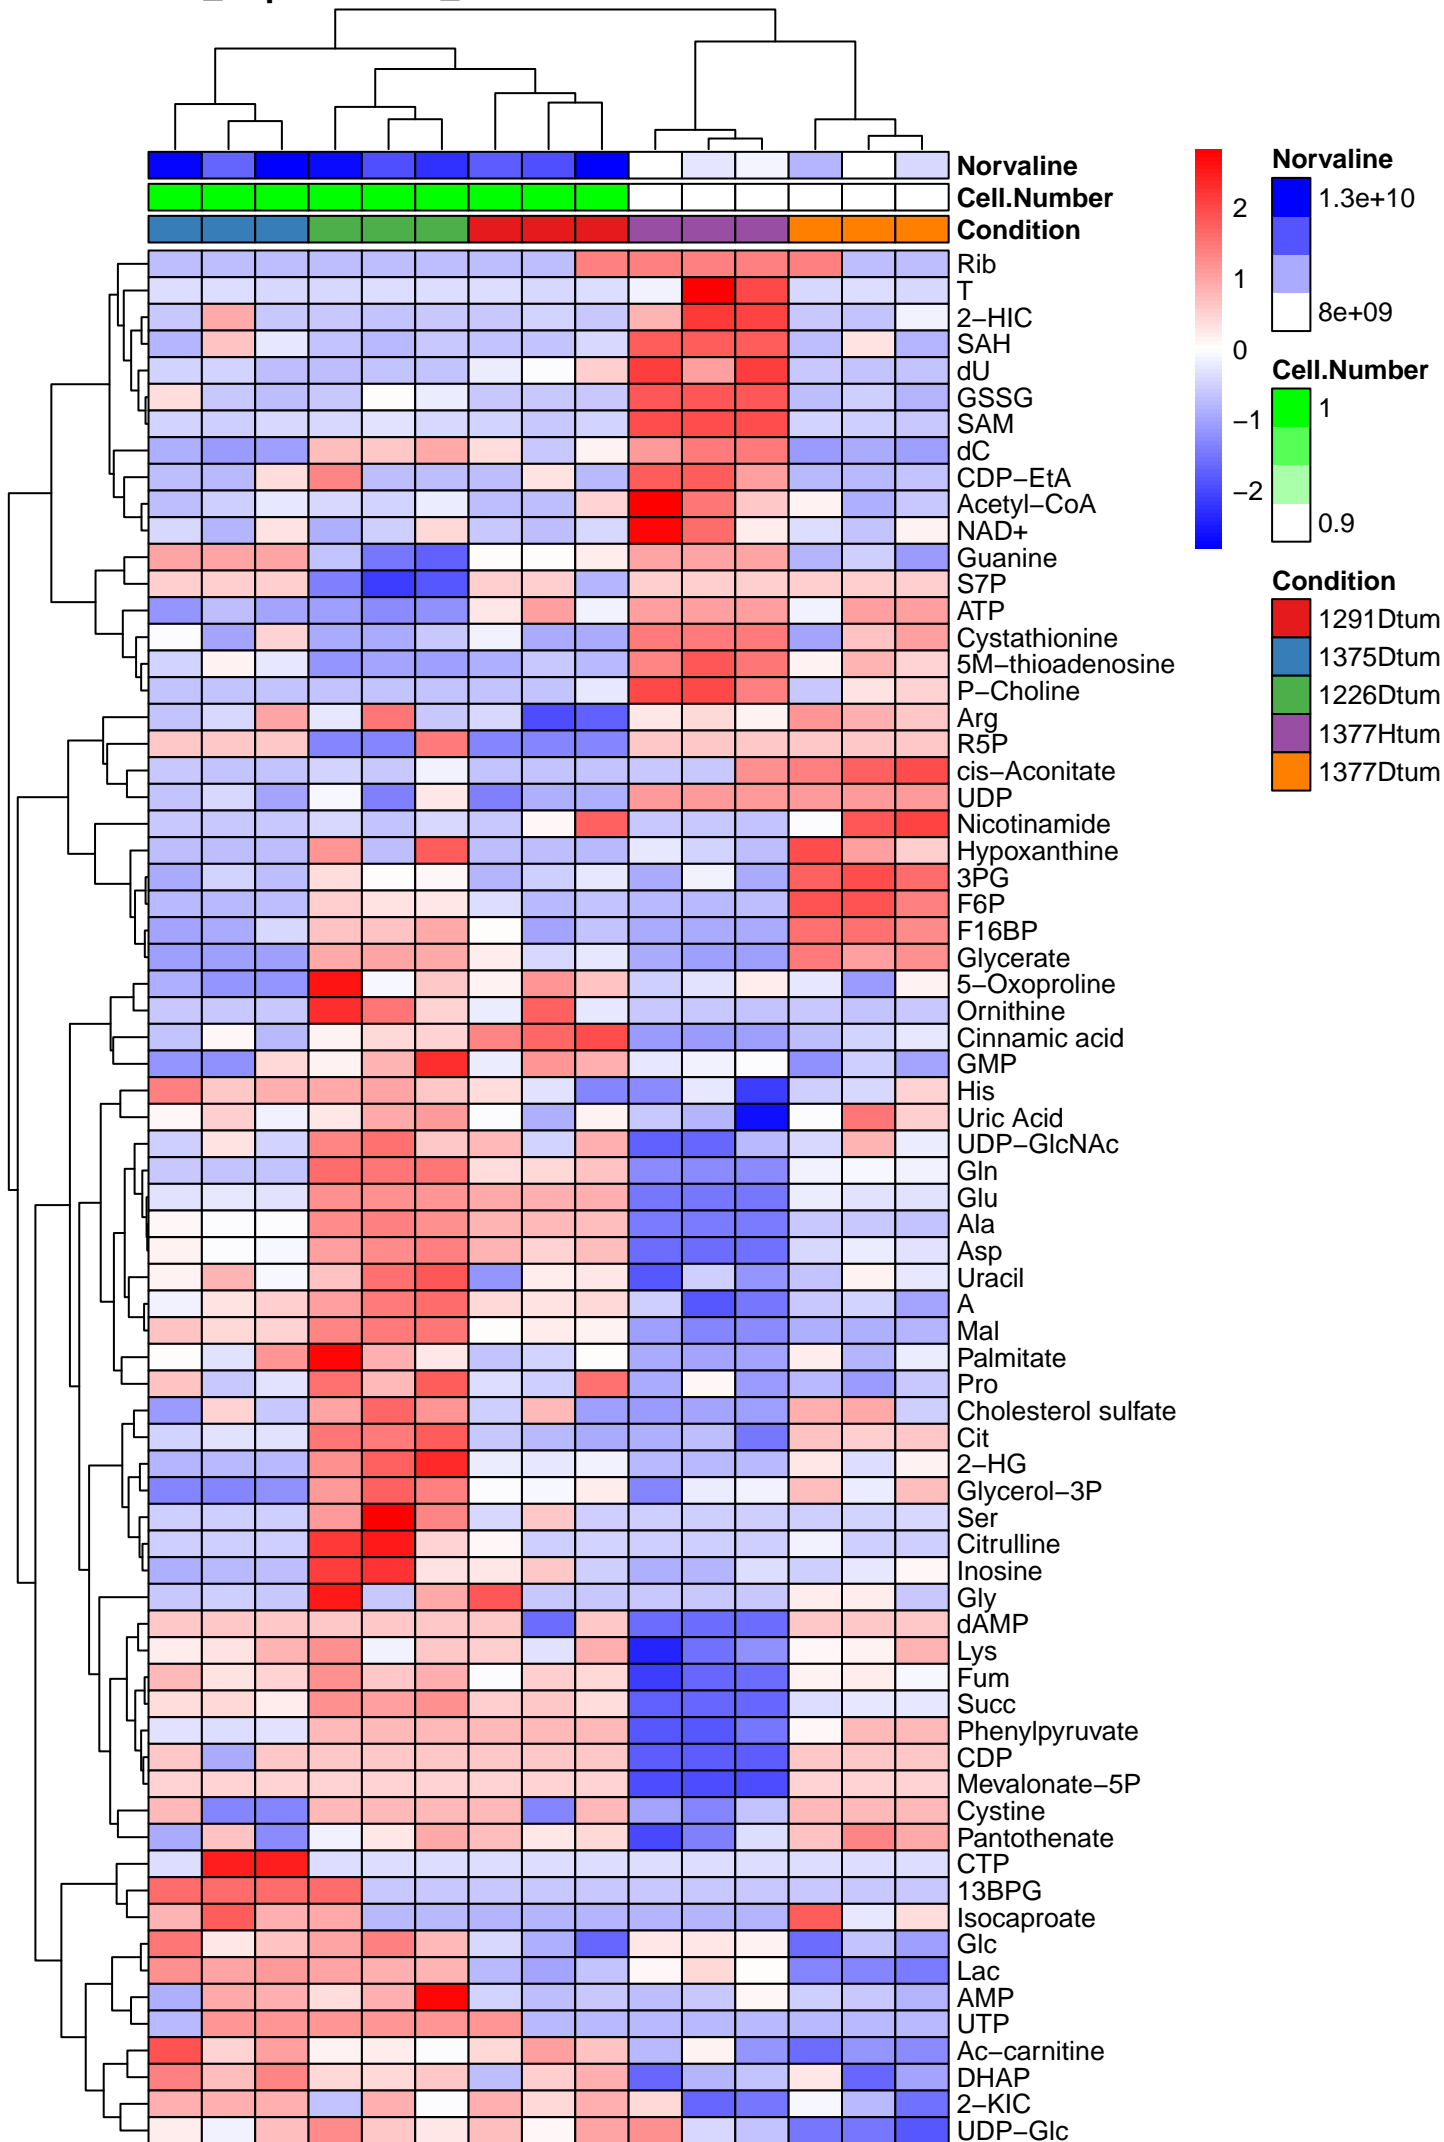 Norvaline
Cell.Number
Condition
Rib
T
2−HIC
SAH
dU
GSSG
SAM
dC
CDP−EtA
Acetyl−CoA
NAD+
Guanine
S7P
ATP
Cystathionine
5M−thioadenosine
P−Choline
Arg
R5P
cis−Aconitate
UDP
Nicotinamide
Hypoxanthine
3PG
F6P
F16BP
Glycerate
5−Oxoproline
Ornithine
Cinnamic acid
GMP
His
Uric Acid
UDP−GlcNAc
Gln
Glu
Ala
Asp
Uracil
A
Mal
Palmitate
Pro
Cholesterol sulfate
Cit
2−HG
Glycerol−3P
Ser
Citrulline
Inosine
Gly
dAMP
Lys
Fum
Succ
Phenylpyruvate
CDP
Mevalonate−5P
Cystine
Pantothenate
CTP
13BPG
Isocaproate
Glc
Lac
AMP
UTP
Ac−carnitine
DHAP
2−KIC
UDP−Glc
2
1
0
−1
−2
Norvaline
1.3e+10
8e+09
Cell.Number
1
0.9
Condition
1291Dtum
1375Dtum
1226Dtum
1377Htum
1377Dtum